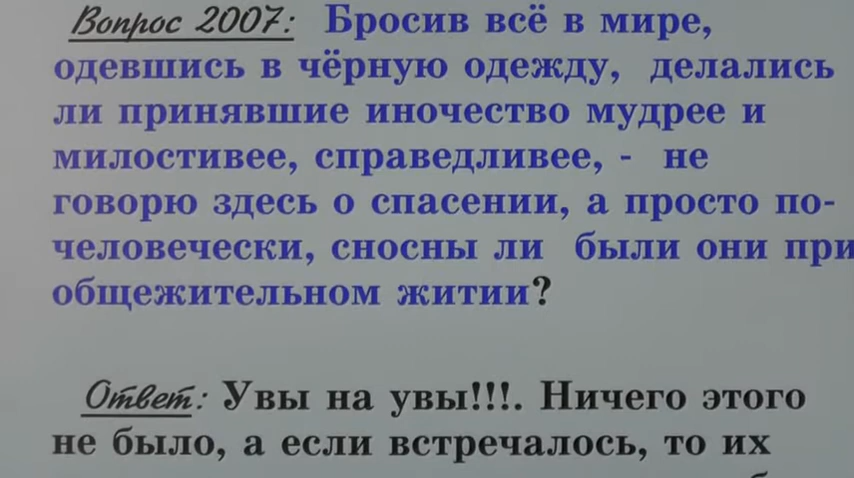 Вопрос 2007: Бросив всё в мире,
одевшись в чёрную одежду, делались
ли принявшие иночество мудрее и
милостивее, справедливее, - не
говорю здесь о спасении, а просто по-
человечески, сносны ли были они при
общежительном житии?
Ответ: Увы на увы!!!. Ничего этого
не было, а если встречалось, то их